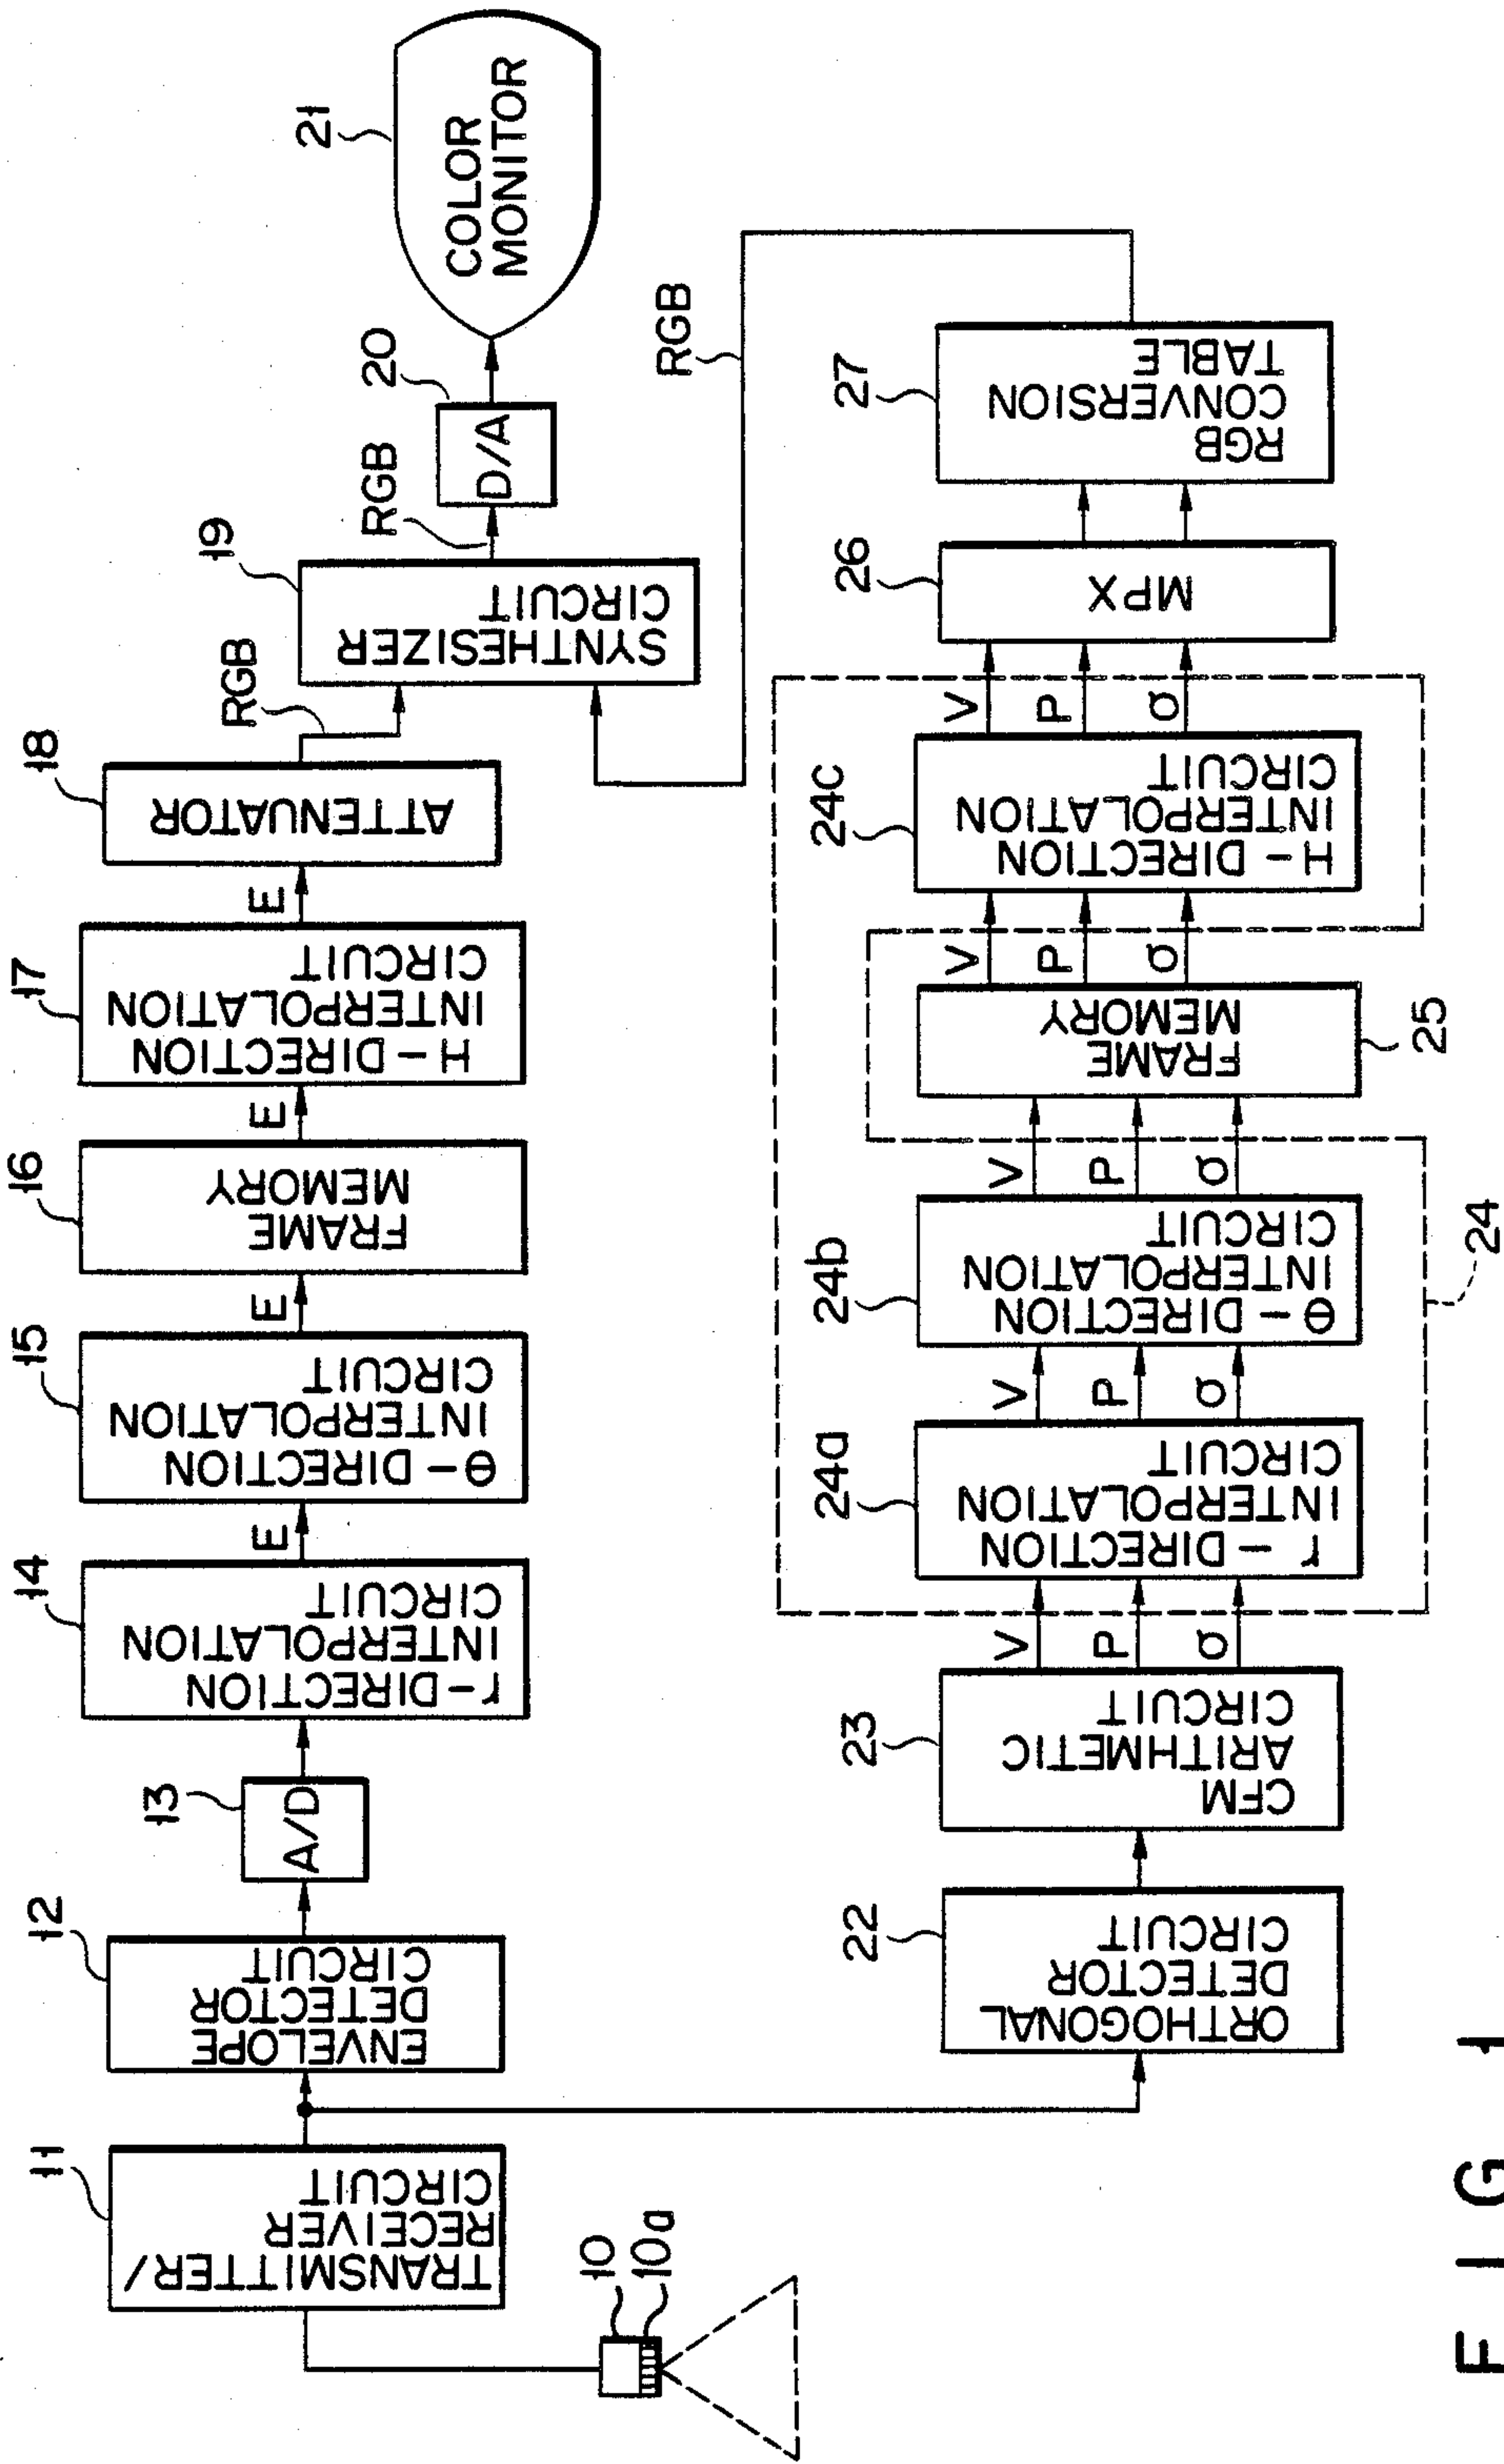 10
10a
11
TRANSMITTER/
RECEIVER
CIRCUIT
12
ENVELOPE
DETECTOR
CIRCUIT
13
A/D
14
r-DIRECTION
INTERPOLATION
CIRCUIT
E
15
θ-DIRECTION
INTERPOLATION
CIRCUIT
E
16
FRAME
MEMORY
E
17
H-DIRECTION
INTERPOLATION
CIRCUIT
E
18
ATTENUATOR
RGB
19
SYNTHESIZER
CIRCUIT
RGB
20
D/A
21
COLOR
MONITOR
22
ORTHOGONAL
DETECTOR
CIRCUIT
23
CFM
ARITHMETIC
CIRCUIT
V
P
σ
24a
r-DIRECTION
INTERPOLATION
CIRCUIT
V
P
σ
24b
θ-DIRECTION
INTERPOLATION
CIRCUIT
V
P
σ
24
FRAME
MEMORY
25
V
P
σ
24c
H-DIRECTION
INTERPOLATION
CIRCUIT
V
P
σ
26
MPX
27
RGB
CONVERSION
TABLE
RGB
FIG 1